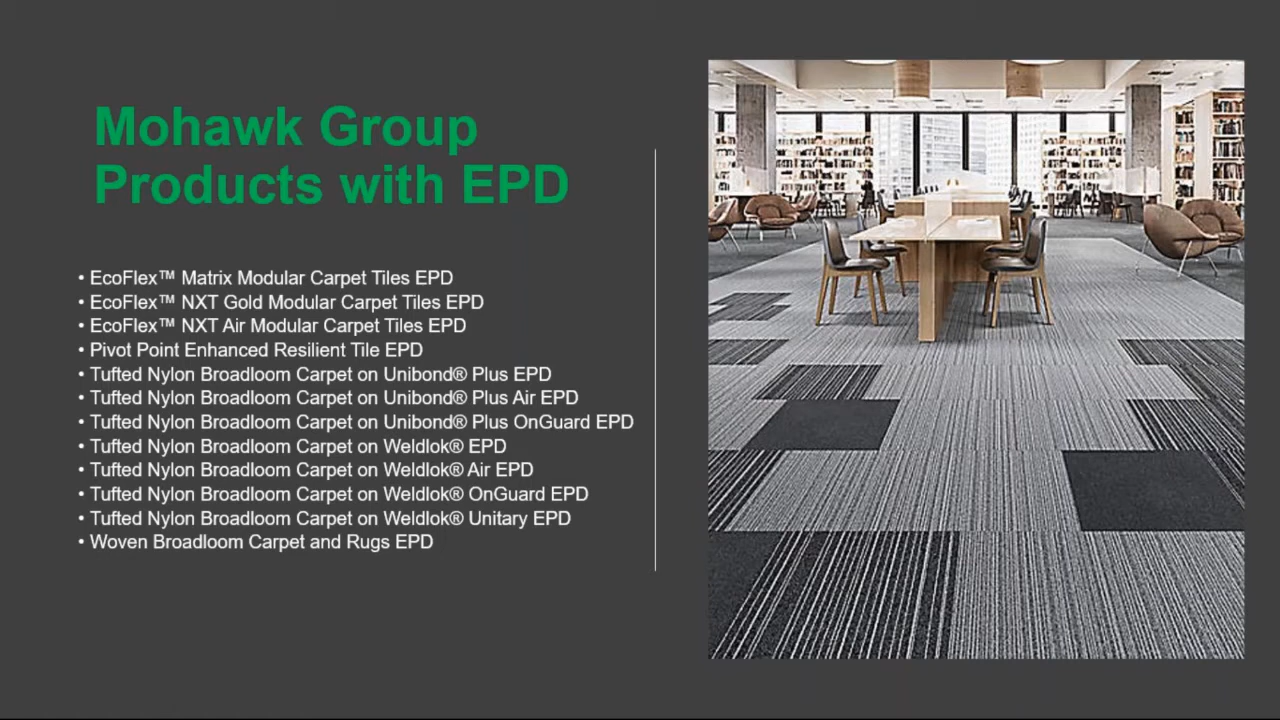 Mohawk Group
Products with EPD
• EcoFlex™ Matrix Modular Carpet Tiles EPD
• EcoFlex™ NXT Gold Modular Carpet Tiles EPD
• EcoFlex™ NXT Air Modular Carpet Tiles EPD
• Pivot Point Enhanced Resilient Tile EPD
• Tufted Nylon Broadloom Carpet on Unibond® Plus EPD
• Tufted Nylon Broadloom Carpet on Unibond® Plus Air EPD
• Tufted Nylon Broadloom Carpet on Unibond® Plus OnGuard EPD
• Tufted Nylon Broadloom Carpet on Weldlok® EPD
• Tufted Nylon Broadloom Carpet on Weldlok® Air EPD
• Tufted Nylon Broadloom Carpet on Weldlok® OnGuard EPD
• Tufted Nylon Broadloom Carpet on Weldlok® Unitary EPD
• Woven Broadloom Carpet and Rugs EPD